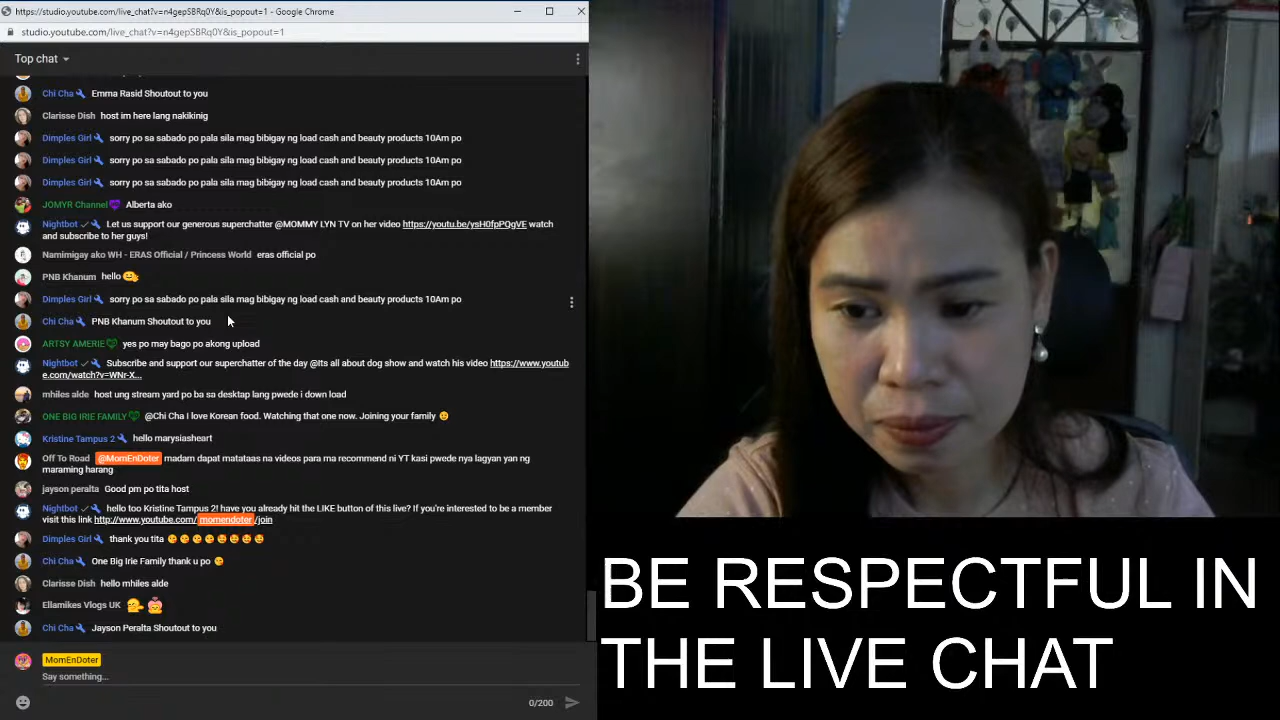 https://studio.youtube.com/live_chat?v=n4gepSBRq0Y&is_popout=1 - Google Chrome
studio.youtube.com/live_chat?v=n4gepSBRq0Y&is_popout=1
Top chat
Chi Cha Emma Rasid Shoutout to you
Clarisse Dish host im here lang nakikinig
Dimples Girl sorry po sa sabado po pala sila mag bibigay ng load cash and beauty products 10Am po
Dimples Girl sorry po sa sabado po pala sila mag bibigay ng load cash and beauty products 10Am po
Dimples Girl sorry po sa sabado po pala sila mag bibigay ng load cash and beauty products 10Am po
JOMYR Channel Alberta ako
Nightbot Let us support our generous superchatter @MOMMY LYN TV on her video https://youtu.be/ysH0fpPQgVE watch
and subscribe to her guys!
Namimigay ako WH - ERAS Official / Princess World eras official po
PNB Khanum hello
Dimples Girl sorry po sa sabado po pala sila mag bibigay ng load cash and beauty products 10Am po
Chi Cha PNB Khanum Shoutout to you
ARTSY AMERIE yes po may bago po akong upload
Nightbot Subscribe and support our superchatter of the day @Its all about dog show and watch his video https://www.youtub
e.com/watch?v=WNr-X...
mhiles alde host ung stream yard po ba sa desktap lang pwede i down load
ONE BIG IRIE FAMILY @Chi Cha I love Korean food. Watching that one now. Joining your family
Kristine Tampus 2 hello marysiasheart
Off To Road @MomEnDoter madam dapat matataas na videos para ma recommend ni YT kasi pwede nya lagyan yan ng
maraming harang
jayson peralta Good pm po tita host
Nightbot hello too Kristine Tampus 2! have you already hit the LIKE button of this live? If you're interested to be a member
visit this link http://www.youtube.com/momendoter/join
Dimples Girl thank you tita
Chi Cha One Big Irie Family thank u po
Clarisse Dish hello mhiles alde
Ellamikes Vlogs UK
Chi Cha Jayson Peralta Shoutout to you
MomEnDoter
Say something...
0/200
BE RESPECTFUL IN
THE LIVE CHAT